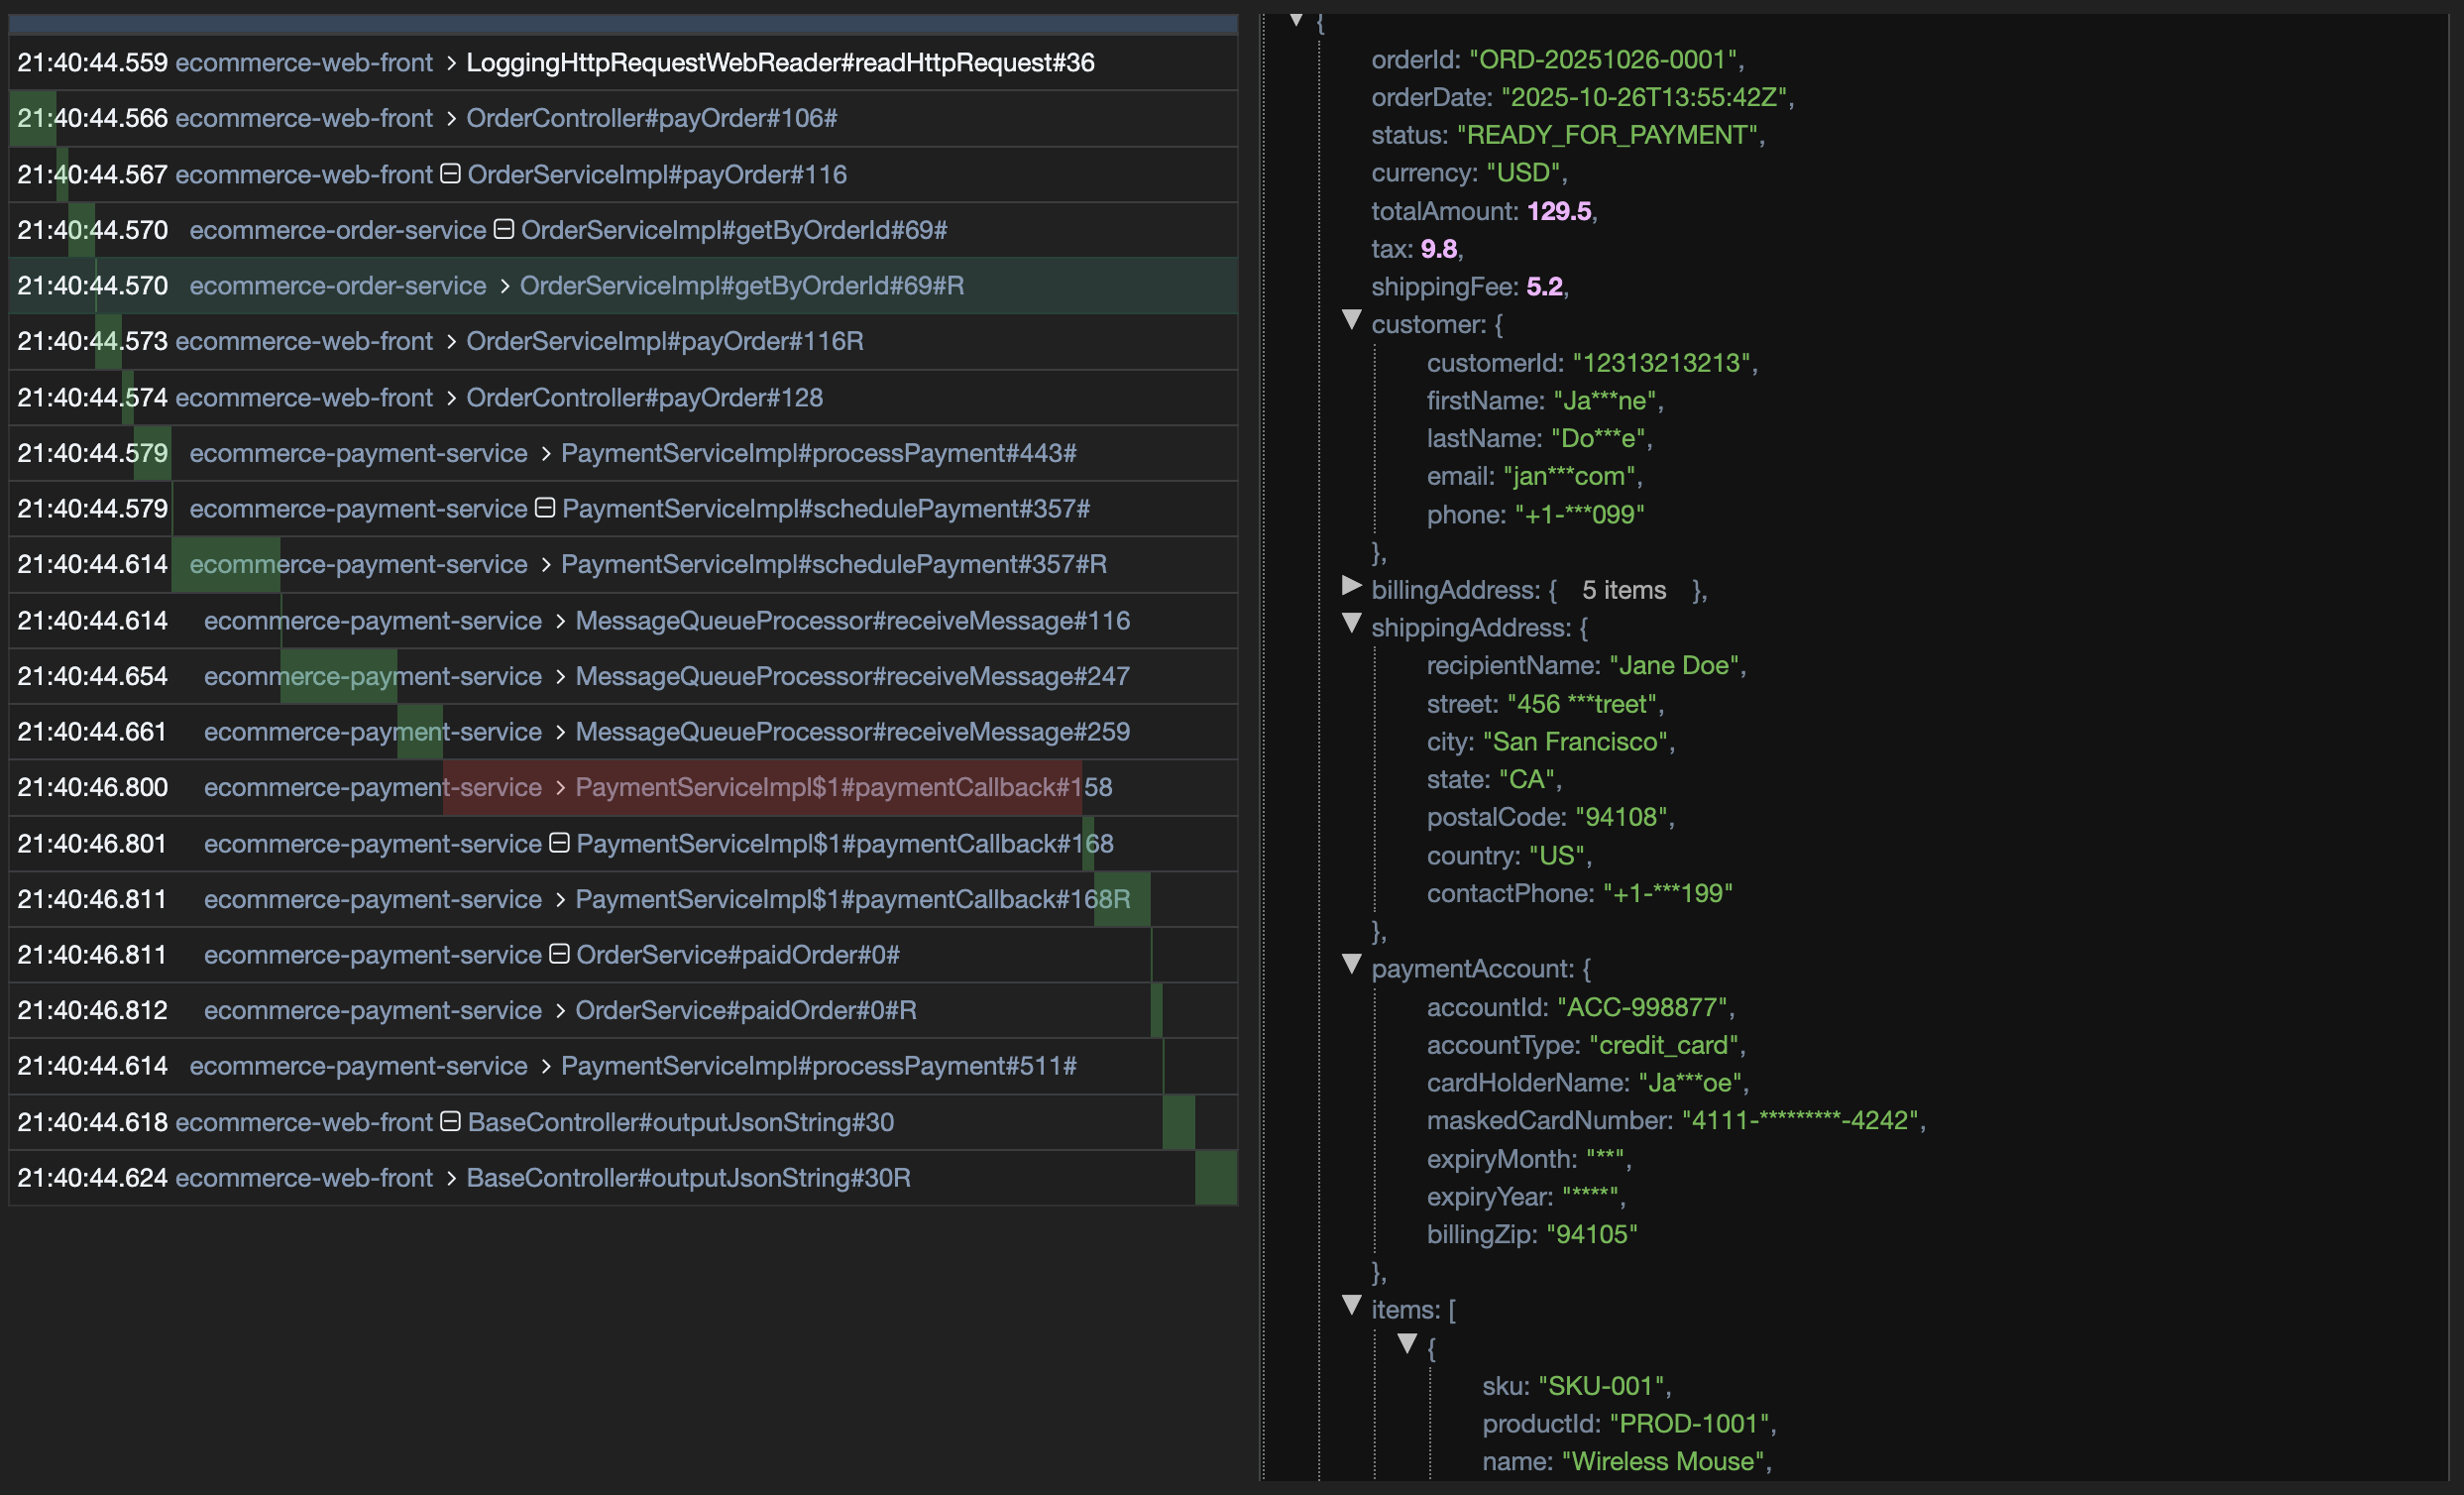 21:40:44.559 ecommerce-web-front > LoggingHttpRequestWebReader#readHttpRequest#36
21:40:44.566 ecommerce-web-front > OrderController#payOrder#106#
21:40:44.567 ecommerce-web-front OrderServiceImpl#payOrder#116
21:40:44.570 ecommerce-order-service OrderServiceImpl#getByOrderId#69#
21:40:44.570 ecommerce-order-service > OrderServiceImpl#getByOrderId#69#R
21:40:44.573 ecommerce-web-front > OrderServiceImpl#payOrder#116R
21:40:44.574 ecommerce-web-front > OrderController#payOrder#128
21:40:44.579 ecommerce-payment-service > PaymentServiceImpl#processPayment#443#
21:40:44.579 ecommerce-payment-service PaymentServiceImpl#schedulePayment#357#
21:40:44.614 ecommerce-payment-service > PaymentServiceImpl#schedulePayment#357#R
21:40:44.614 ecommerce-payment-service > MessageQueueProcessor#receiveMessage#116
21:40:44.654 ecommerce-payment-service > MessageQueueProcessor#receiveMessage#247
21:40:44.661 ecommerce-payment-service > MessageQueueProcessor#receiveMessage#259
21:40:46.800 ecommerce-payment-service > PaymentServiceImpl$1#paymentCallback#158
21:40:46.801 ecommerce-payment-service PaymentServiceImpl$1#paymentCallback#168
21:40:46.811 ecommerce-payment-service > PaymentServiceImpl$1#paymentCallback#168R
21:40:46.811 ecommerce-payment-service OrderService#paidOrder#0#
21:40:46.812 ecommerce-payment-service > OrderService#paidOrder#0#R
21:40:44.614 ecommerce-payment-service > PaymentServiceImpl#processPayment#511#
21:40:44.618 ecommerce-web-front BaseController#outputJsonString#30
21:40:44.624 ecommerce-web-front > BaseController#outputJsonString#30R
{
orderId: "ORD-20251026-0001",
orderDate: "2025-10-26T13:55:42Z",
status: "READY_FOR_PAYMENT",
currency: "USD",
totalAmount: 129.5,
tax: 9.8,
shippingFee: 5.2,
customer: {
customerId: "12313213213",
firstName: "Ja***ne",
lastName: "Do***e",
email: "jan***com",
phone: "+1-***099"
},
billingAddress: { 5 items },
shippingAddress: {
recipientName: "Jane Doe",
street: "456 ***treet",
city: "San Francisco",
state: "CA",
postalCode: "94108",
country: "US",
contactPhone: "+1-***199"
},
paymentAccount: {
accountId: "ACC-998877",
accountType: "credit_card",
cardHolderName: "Ja***oe",
maskedCardNumber: "4111-*********-4242",
expiryMonth: "**",
expiryYear: "****",
billingZip: "94105"
},
items: [
{
sku: "SKU-001",
productId: "PROD-1001",
name: "Wireless Mouse",